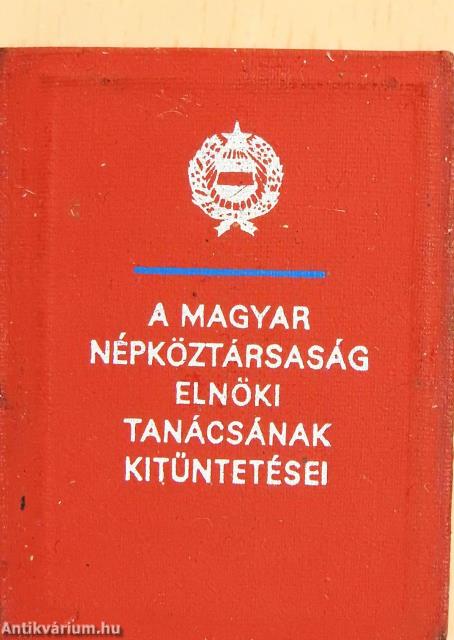 A MAGYAR
NÉPKÖZTÁRSASÁG
ELNÖKI
TANÁCSÁNAK
KITÜNTETÉSEI
Antikvárium.hu